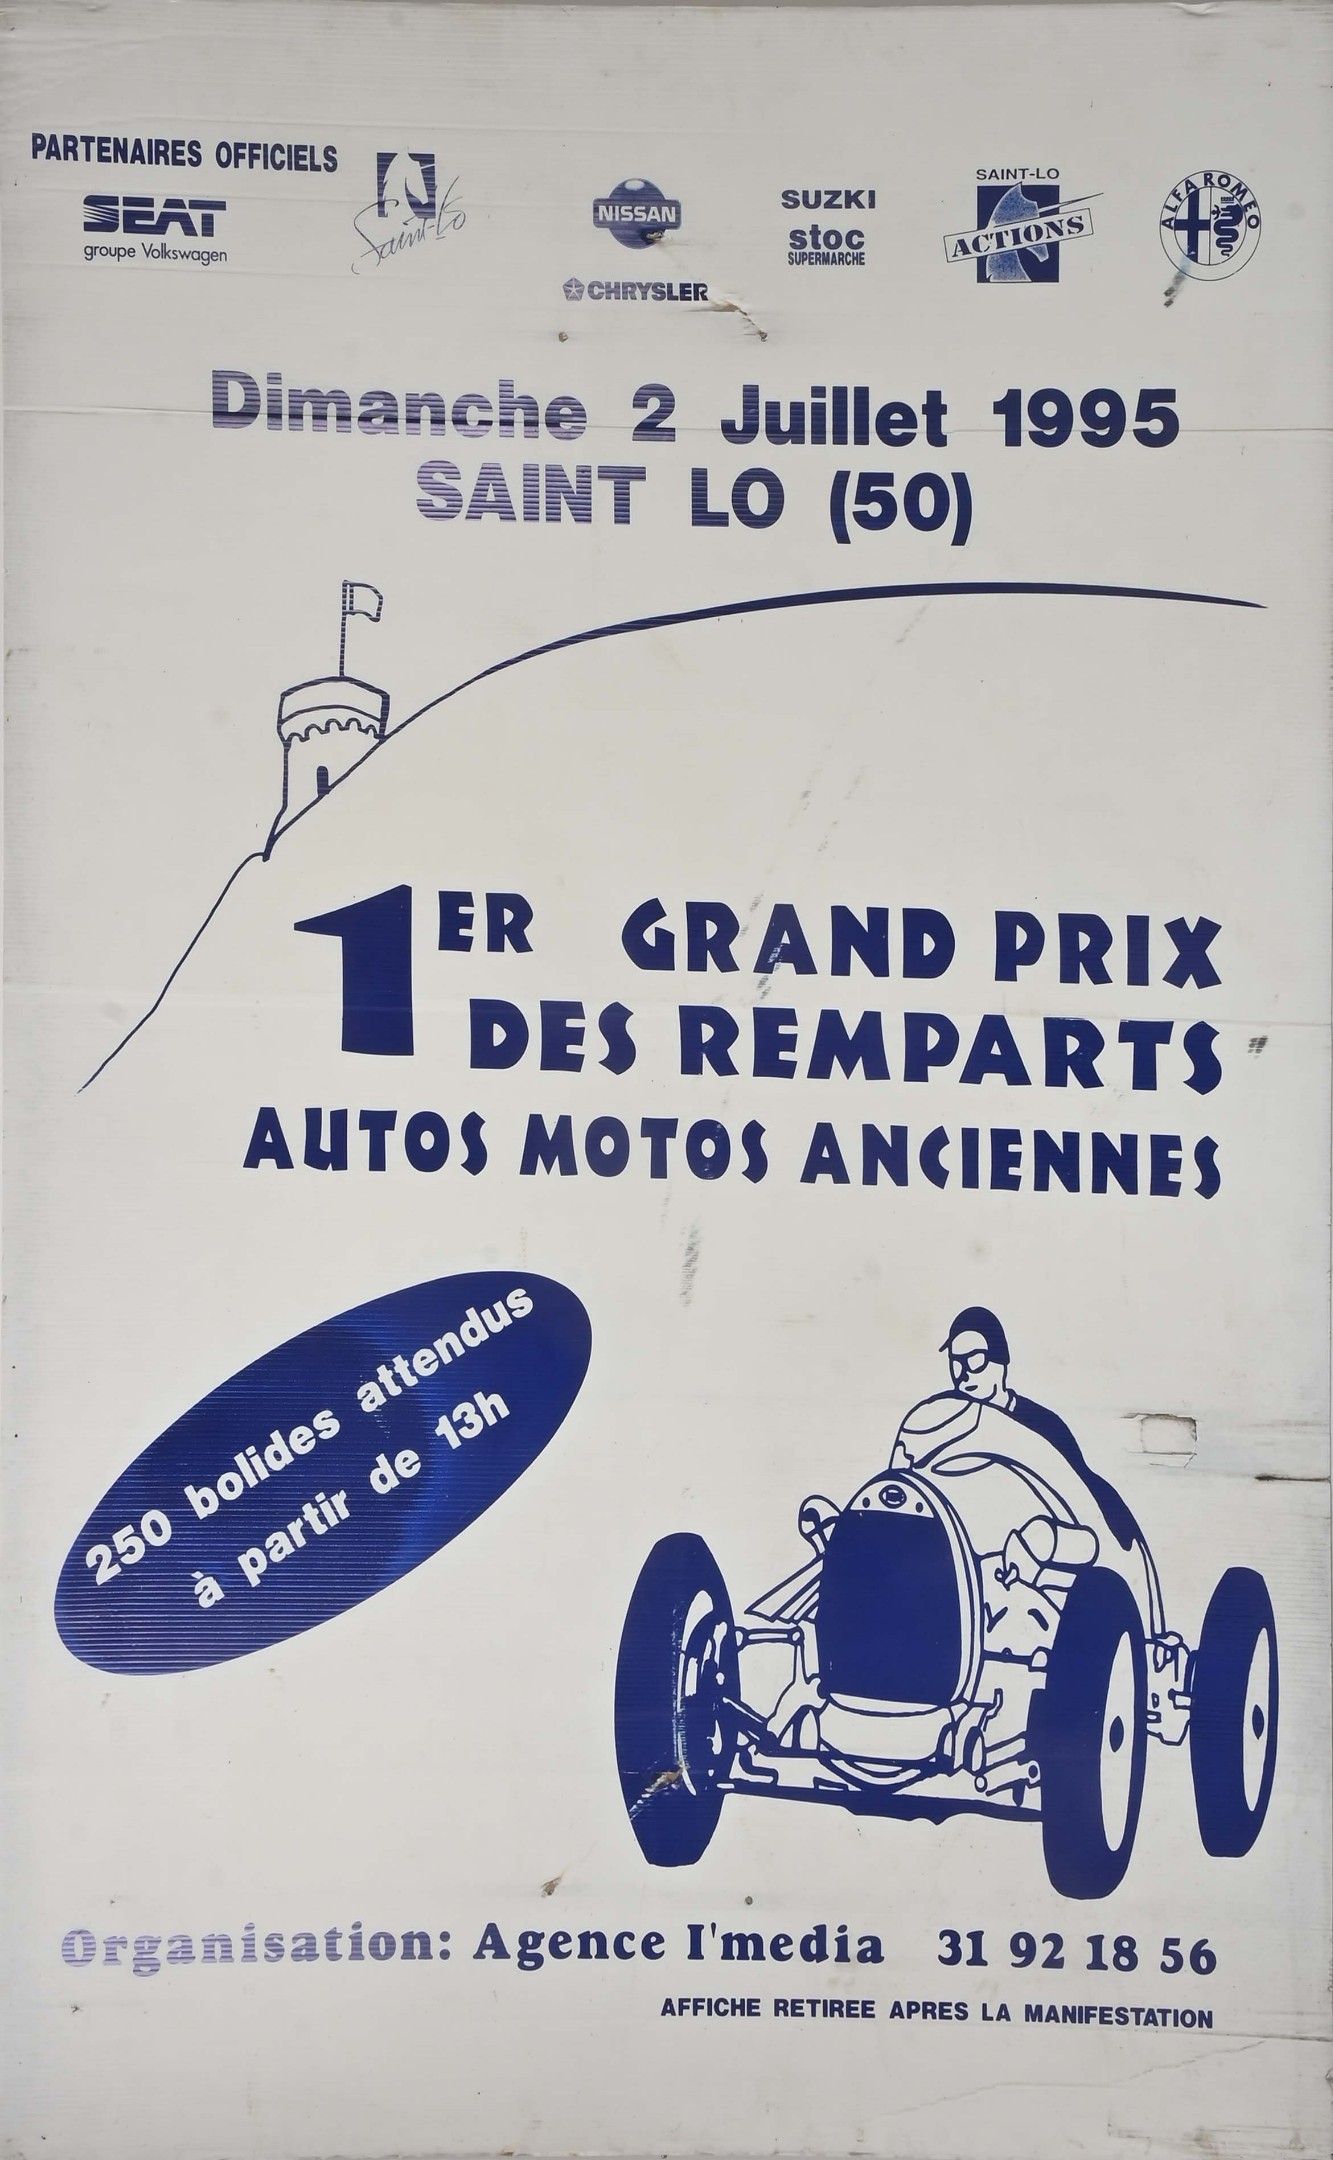 PARTENAIRES OFFICIELS
SEAT
groupe Volkswagen
Saint-Lo
NISSAN
CHRYSLER
SUZKI
stoc
SUPERMARCHE
SAINT-LO
ACTIONS
ALFA ROMEO
Dimanche 2 Juillet 1995
SAINT LO (50)
1ER GRAND PRIX
DES REMPARTS
AUTOS MOTOS ANCIENNES
250 bolides attendus
à partir de 13h
Organisation: Agence I'media 31 92 18 56
AFFICHE RETIREE APRES LA MANIFESTATION